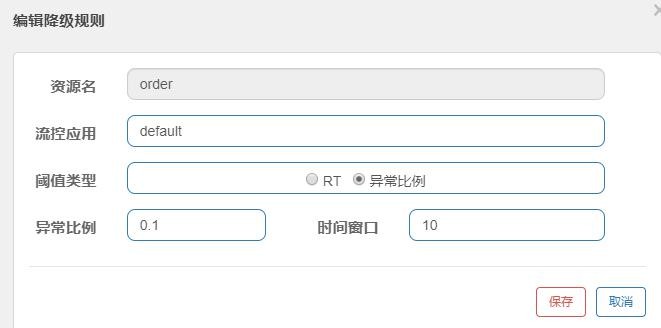 编辑降级规则
资源名 order
流控应用 default
阈值类型 RT 异常比例
异常比例 0.1 时间窗口 10
保存 取消